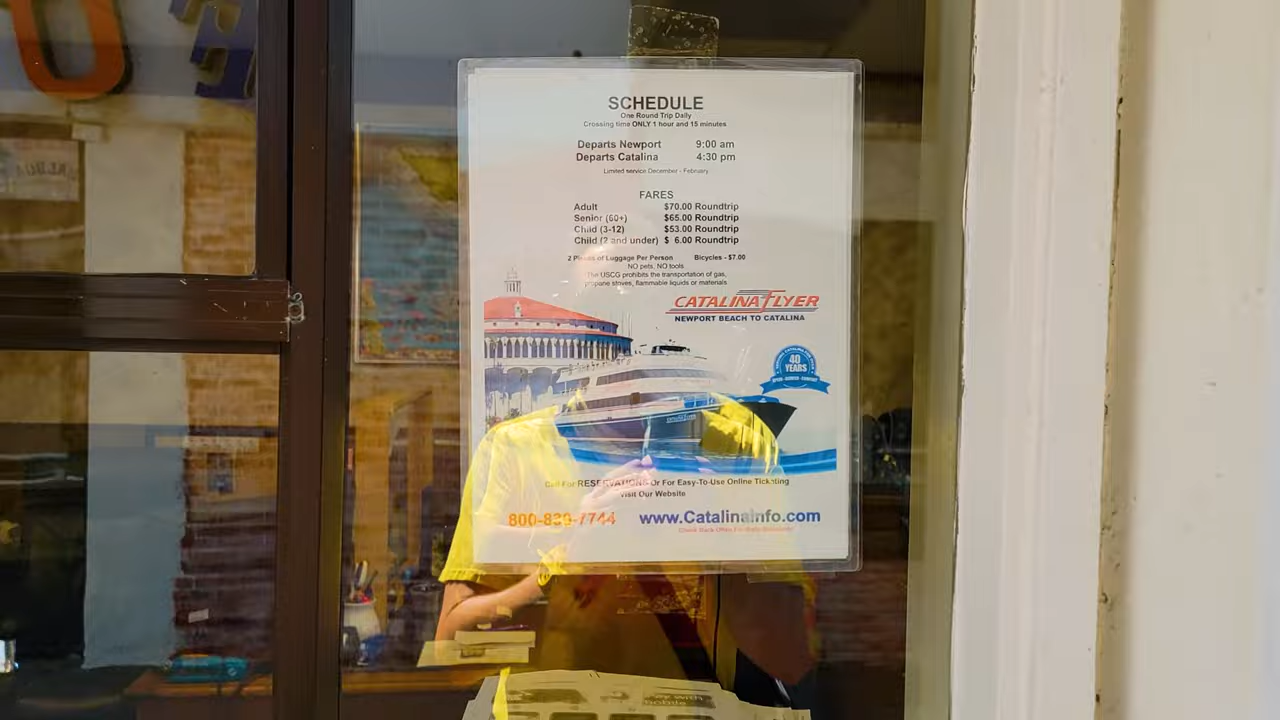 SCHEDULE
One Round Trip Daily
Crossing time ONLY 1 hour and 15 minutes
Departs Newport 9:00 am
Departs Catalina 4:30 pm
Limited service December - February
FARES
Adult $70.00 Roundtrip
Senior (60+) $65.00 Roundtrip
Child (3-12) $53.00 Roundtrip
Child (2 and under) $ 6.00 Roundtrip
2 Pieces of Luggage Per Person Bicycles - $7.00
NO pets, NO tools
The USCG prohibits the transportation of gas,
propane stoves, flammable liquids or materials
CATALINA FLYER
NEWPORT BEACH TO CATALINA
40
YEARS
Call For RESERVATIONS Or For Easy-To-Use Online Ticketing
Visit Our Website
800-830-7744 www.CatalinaInfo.com